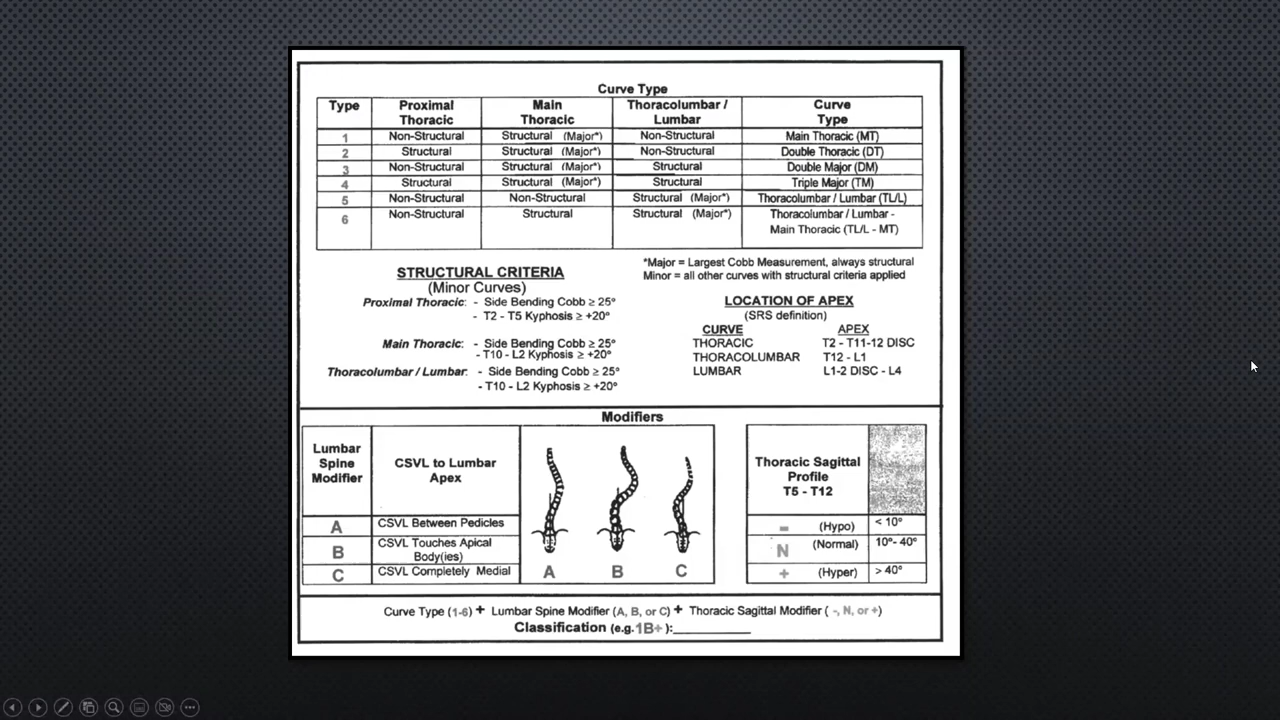 Curve Type
Type Proximal Thoracic Main Thoracic Thoracolumbar / Lumbar Curve Type
1 Non-Structural Structural (Major*) Non-Structural Main Thoracic (MT)
2 Structural Structural (Major*) Non-Structural Double Thoracic (DT)
3 Non-Structural Structural (Major*) Structural Double Major (DM)
4 Structural Structural (Major*) Structural Triple Major (TM)
5 Non-Structural Non-Structural Structural (Major*) Thoracolumbar / Lumbar (TL/L)
6 Non-Structural Structural Structural (Major*) Thoracolumbar / Lumbar -
Main Thoracic (TL/L - MT)
*Major = Largest Cobb Measurement, always structural
Minor = all other curves with structural criteria applied
STRUCTURAL CRITERIA
(Minor Curves)
Proximal Thoracic: - Side Bending Cobb ≥ 25°
- T2 - T5 Kyphosis ≥ +20°
Main Thoracic: - Side Bending Cobb ≥ 25°
- T10 - L2 Kyphosis ≥ +20°
Thoracolumbar / Lumbar: - Side Bending Cobb ≥ 25°
- T10 - L2 Kyphosis ≥ +20°
LOCATION OF APEX
(SRS definition)
CURVE APEX
THORACIC T2 - T11-12 DISC
THORACOLUMBAR T12 - L1
LUMBAR L1-2 DISC - L4
Modifiers
Lumbar Spine Modifier CSVL to Lumbar Apex
A CSVL Between Pedicles
B CSVL Touches Apical Body(ies)
C CSVL Completely Medial
A B C
Thoracic Sagittal Profile T5 - T12
- (Hypo) < 10°
N (Normal) 10°- 40°
+ (Hyper) > 40°
Curve Type (1-6) + Lumbar Spine Modifier (A, B, or C) + Thoracic Sagittal Modifier ( -, N, or +)
Classification (e.g.1B+ ):__________